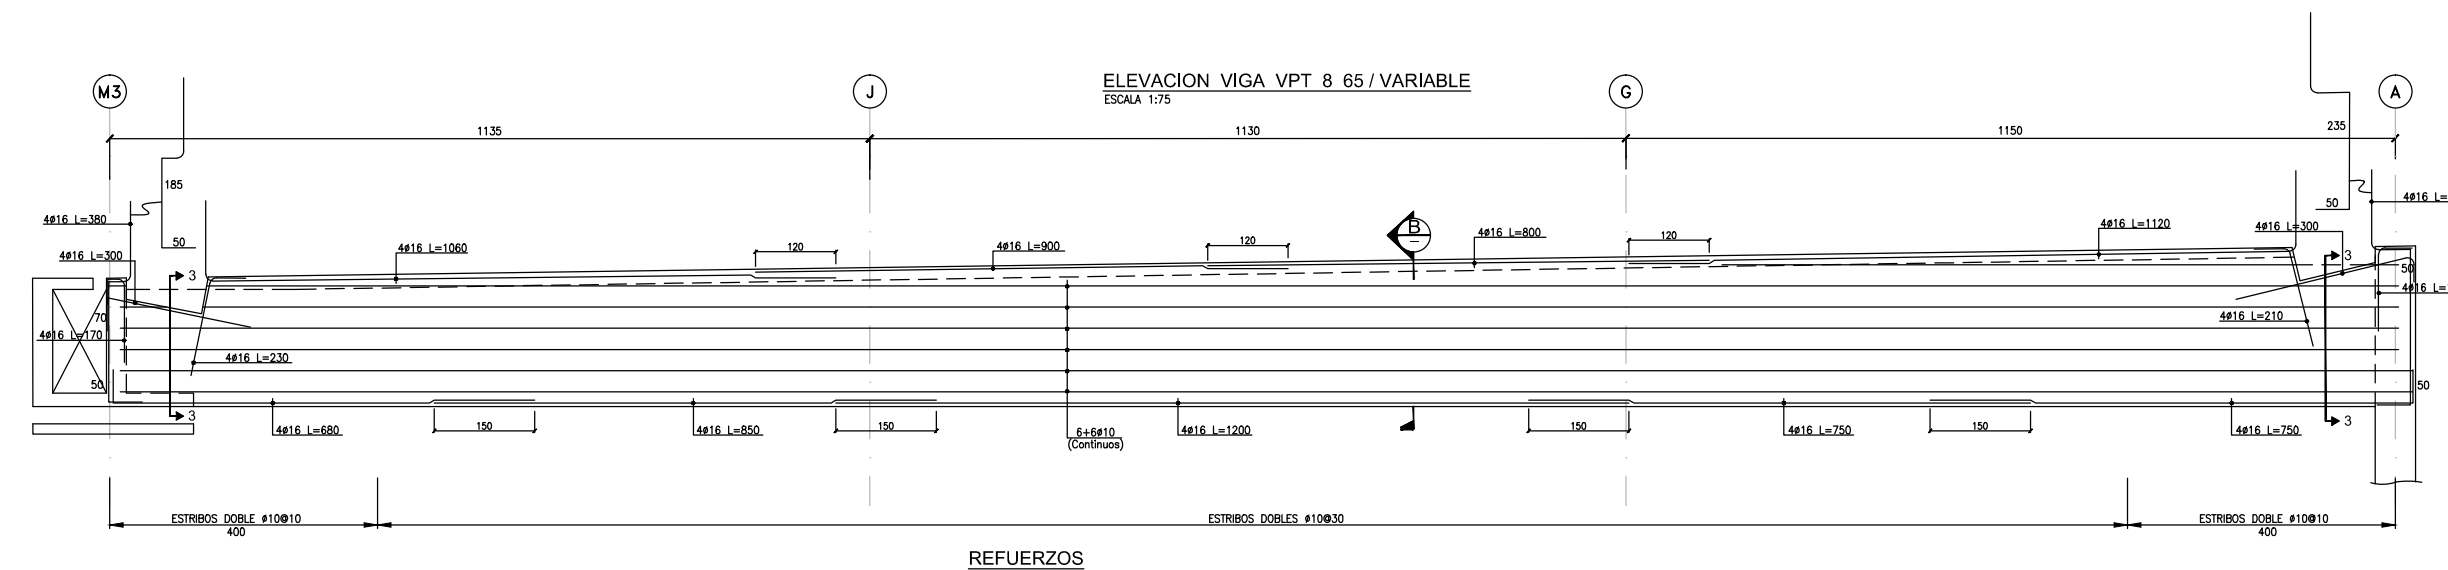 ELEVACION VIGA VPT 8 65 / VARIABLE
ESCALA 1:75
M3
J
G
A
1135
1130
1150
235
185
50
50
4ø16 L=380
4ø16 L=300
4ø16 L=1060
120
4ø16 L=900
120
B
4ø16 L=800
120
4ø16 L=1120
4ø16 L=300
4ø16 L=
3
3
50
70
4ø16 L=170
4ø16 L=230
4ø16 L=210
50
50
3
3
4ø16 L=680
150
4ø16 L=850
150
6+6ø10
(Continuos)
4ø16 L=1200
150
4ø16 L=750
150
4ø16 L=750
ESTRIBOS DOBLE ø10@10
400
ESTRIBOS DOBLES ø10@30
ESTRIBOS DOBLE ø10@10
400
REFUERZOS